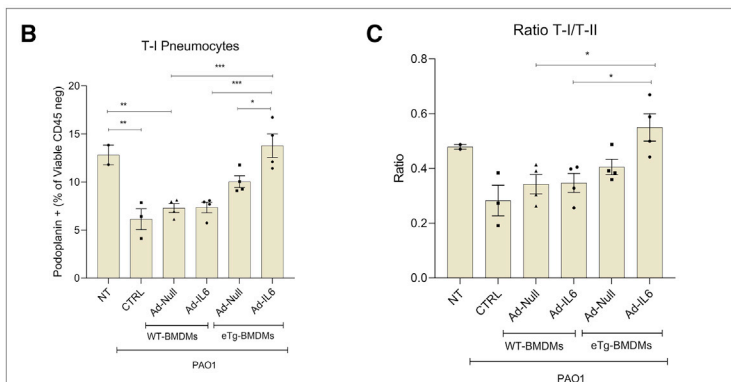 B
T-I Pneumocytes
Podoplanin + (% of Viable CD45 neg)
20
15
10
5
0
***
***
*
**
**
NT
CTRL
Ad-Null
Ad-IL6
Ad-Null
Ad-IL6
WT-BMDMs
eTg-BMDMs
PAO1
C
Ratio T-I/T-II
Ratio
0.8
0.6
0.4
0.2
0.0
*
*
NT
CTRL
Ad-Null
Ad-IL6
Ad-Null
Ad-IL6
WT-BMDMs
eTg-BMDMs
PAO1